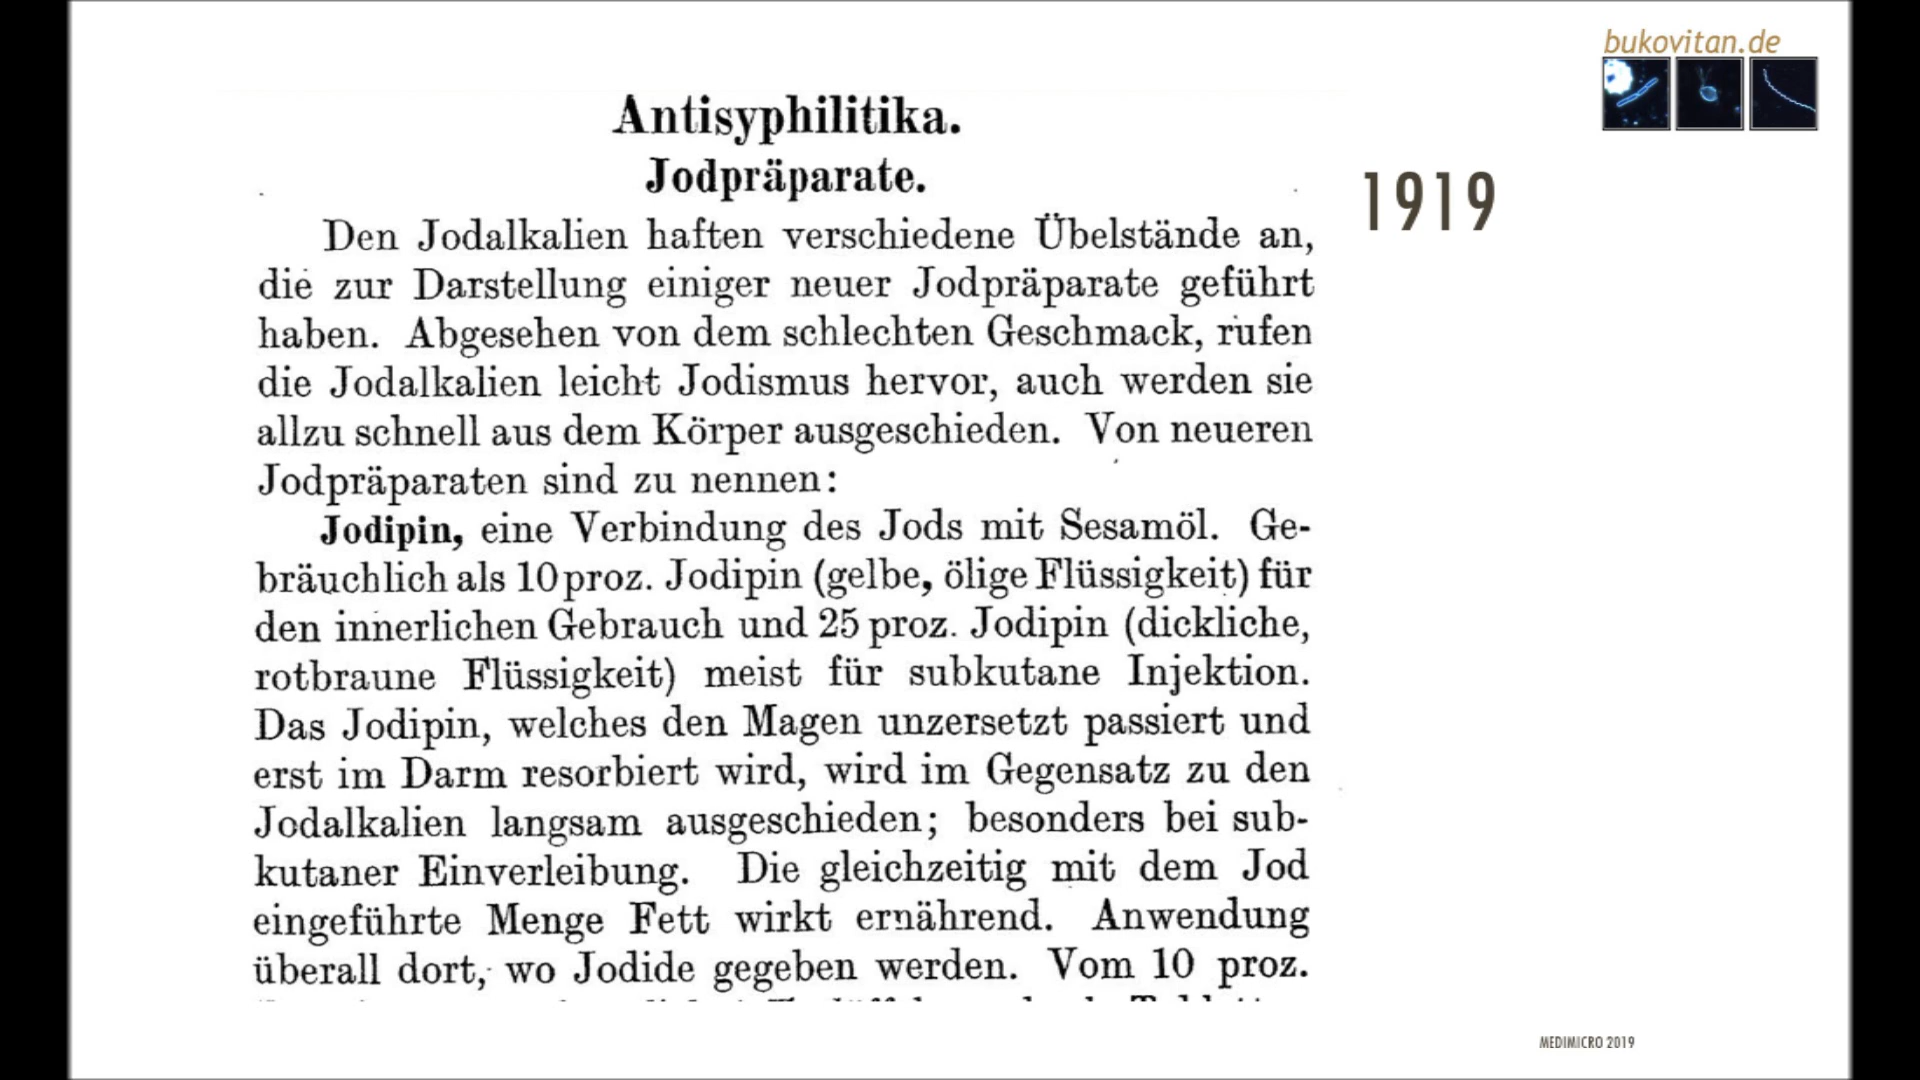 bukovitan.de
Antisyphilitika.
Jodpräparate.
1919
Den Jodalkalien haften verschiedene Übelstände an,
die zur Darstellung einiger neuer Jodpräparate geführt
haben. Abgesehen von dem schlechten Geschmack, rufen
die Jodalkalien leicht Jodismus hervor, auch werden sie
allzu schnell aus dem Körper ausgeschieden. Von neueren
Jodpräparaten sind zu nennen:
Jodipin, eine Verbindung des Jods mit Sesamöl. Ge-
bräuchlich als 10proz. Jodipin (gelbe, ölige Flüssigkeit) für
den innerlichen Gebrauch und 25 proz. Jodipin (dickliche,
rotbraune Flüssigkeit) meist für subkutane Injektion.
Das Jodipin, welches den Magen unzersetzt passiert und
erst im Darm resorbiert wird, wird im Gegensatz zu den
Jodalkalien langsam ausgeschieden; besonders bei sub-
kutaner Einverleibung. Die gleichzeitig mit dem Jod
eingeführte Menge Fett wirkt ernährend. Anwendung
überall dort, wo Jodide gegeben werden. Vom 10 proz.
MEDIMICRO 2019